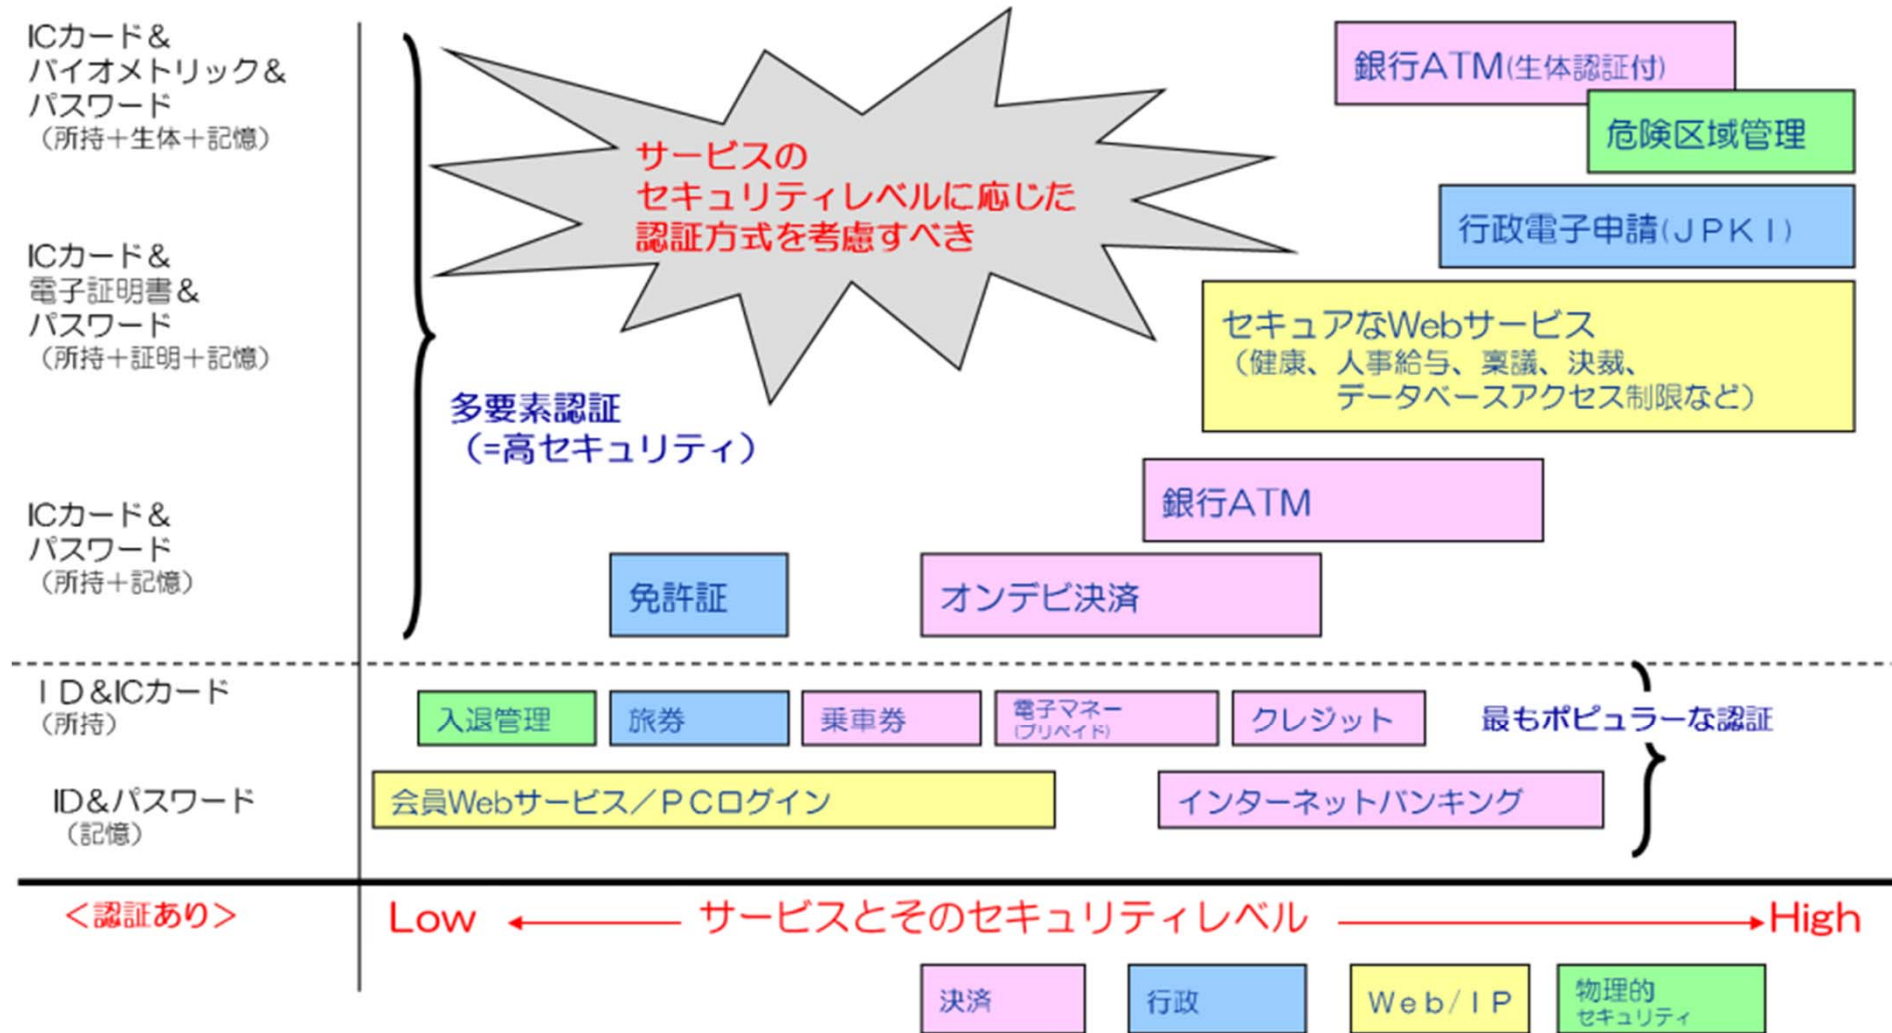 ICカード&
バイオメトリック&
パスワード
（所持＋生体＋記憶）
ICカード&
電子証明書&
パスワード
（所持＋証明＋記憶）
ICカード&
パスワード
（所持＋記憶）
ＩＤ&ICカード
（所持）
ID&パスワード
（記憶）
サービスの
セキュリティレベルに応じた
認証方式を考慮すべき
多要素認証
（=高セキュリティ）
銀行ATM(生体認証付)
危険区域管理
行政電子申請(ＪＰＫＩ)
セキュアなWebサービス
（健康、人事給与、稟議、決裁、
データベースアクセス制限など）
銀行ATM
免許証
オンデビ決済
入退管理
旅券
乗車券
電子マネー
(プリペイド)
クレジット
最もポピュラーな認証
会員Webサービス／ＰＣログイン
インターネットバンキング
＜認証あり＞
Low
サービスとそのセキュリティレベル
High
決済
行政
Ｗｅｂ/ＩＰ
物理的
セキュリティ